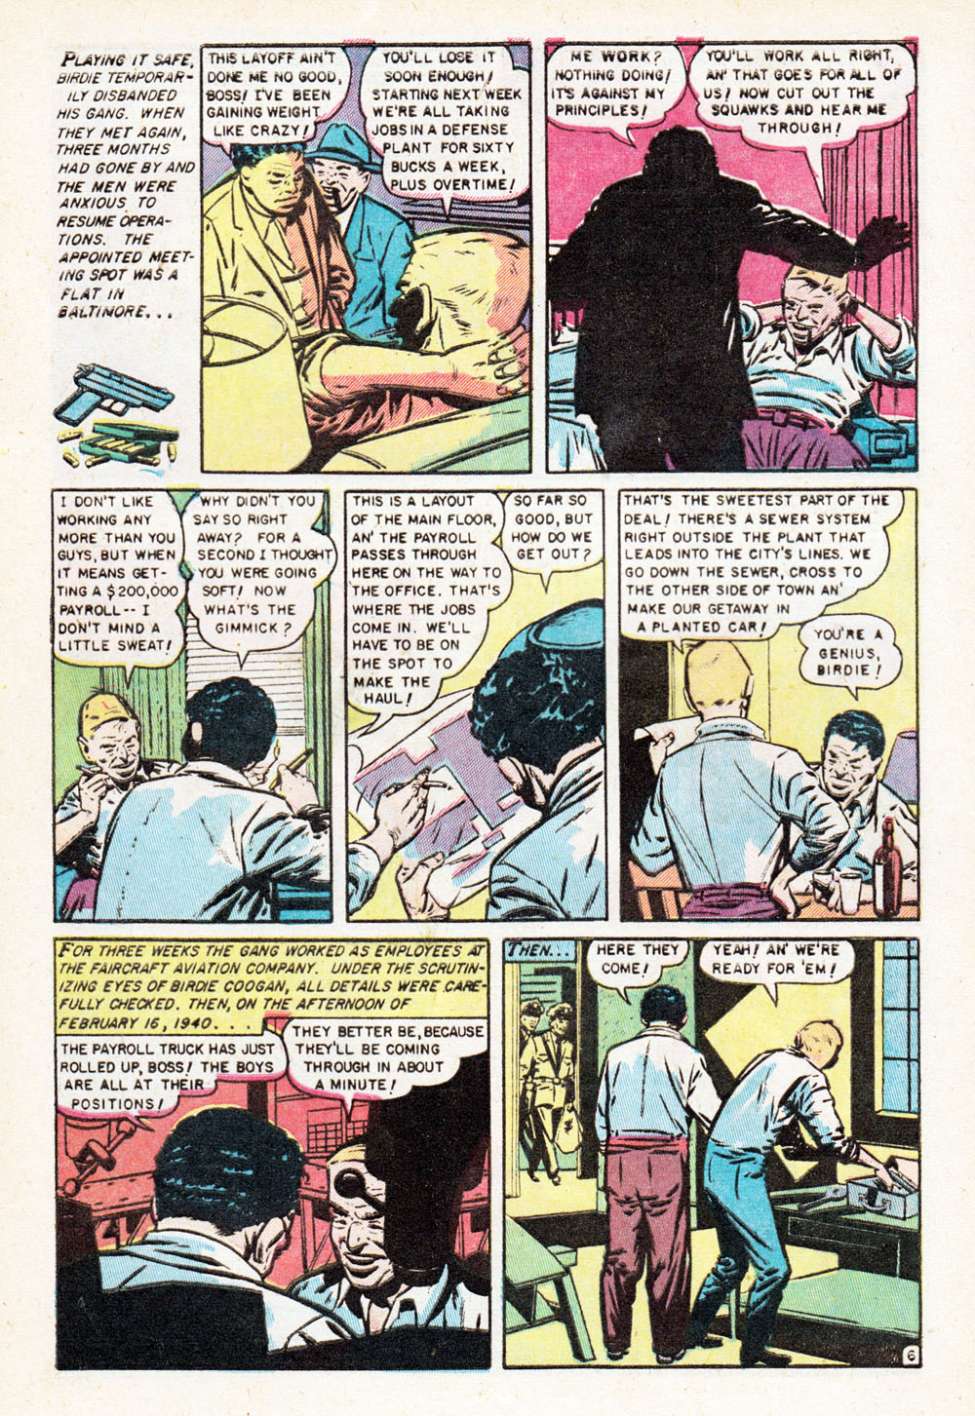 PLAYING IT SAFE,
BIRDIE TEMPORAR-
ILY DISBANDED
HIS GANG. WHEN
THEY MET AGAIN,
THREE MONTHS
HAD GONE BY AND
THE MEN WERE
ANXIOUS TO
RESUME OPERA-
TIONS. THE
APPOINTED MEET-
ING SPOT WAS A
FLAT IN
BALTIMORE...
THIS LAYOFF AIN'T
DONE ME NO GOOD,
BOSS! I'VE BEEN
GAINING WEIGHT
LIKE CRAZY!
YOU'LL LOSE IT
SOON ENOUGH!
STARTING NEXT WEEK
WE'RE ALL TAKING
JOBS IN A DEFENSE
PLANT FOR SIXTY
BUCKS A WEEK,
PLUS OVERTIME!
ME WORK?
NOTHING DOING!
IT'S AGAINST MY
PRINCIPLES!
YOU'LL WORK ALL RIGHT,
AN' THAT GOES FOR ALL OF
US! NOW CUT OUT THE
SQUAWKS AND HEAR ME
THROUGH!
I DON'T LIKE
WORKING ANY
MORE THAN YOU
GUYS, BUT WHEN
IT MEANS GET-
TING A $200,000
PAYROLL-- I
DON'T MIND A
LITTLE SWEAT!
WHY DIDN'T YOU
SAY SO RIGHT
AWAY? FOR A
SECOND I THOUGHT
YOU WERE GOING
SOFT! NOW
WHAT'S THE
GIMMICK?
THIS IS A LAYOUT
OF THE MAIN FLOOR,
AN' THE PAYROLL
PASSES THROUGH
HERE ON THE WAY TO
THE OFFICE. THAT'S
WHERE THE JOBS
COME IN. WE'LL
HAVE TO BE ON
THE SPOT TO
MAKE THE
HAUL!
SO FAR SO
GOOD, BUT
HOW DO WE
GET OUT?
THAT'S THE SWEETEST PART OF THE
DEAL! THERE'S A SEWER SYSTEM
RIGHT OUTSIDE THE PLANT THAT
LEADS INTO THE CITY'S LINES. WE
GO DOWN THE SEWER, CROSS TO
THE OTHER SIDE OF TOWN AN'
MAKE OUR GETAWAY IN
A PLANTED CAR!
YOU'RE A
GENIUS,
BIRDIE!
FOR THREE WEEKS THE GANG WORKED AS EMPLOYEES AT
THE FAIRCRAFT AVIATION COMPANY. UNDER THE SCRUTIN-
IZING EYES OF BIRDIE COOGAN, ALL DETAILS WERE CARE-
FULLY CHECKED. THEN, ON THE AFTERNOON OF
FEBRUARY 16, 1940...
THE PAYROLL TRUCK HAS JUST
ROLLED UP, BOSS! THE BOYS
ARE ALL AT THEIR
POSITIONS!
THEY BETTER BE, BECAUSE
THEY'LL BE COMING
THROUGH IN ABOUT
A MINUTE!
THEN...
HERE THEY
COME!
YEAH! AN' WE'RE
READY FOR 'EM!
6